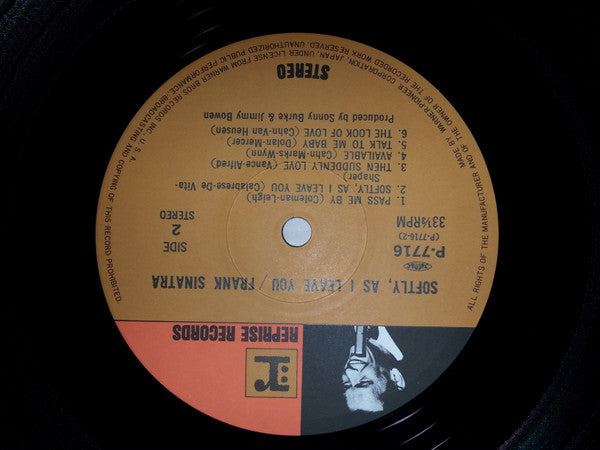 r:
REPRISE RECORDS
SOFTLY, AS I LEAVE YOU / FRANK SINATRA
P-7716
(P-7716-2)
33⅓RPM
SIDE
2
STEREO
1. PASS ME BY (Coleman-Leigh)
2. SOFTLY, AS I LEAVE YOU (Calabrese-De Vita-
Shaper)
3. THEN SUDDENLY LOVE (Vance-Alfred)
4. AVAILABLE (Cahn-Marks-Wynn)
5. TALK TO ME BABY (Dolan-Mercer)
6. THE LOOK OF LOVE (Cahn-Van Heusen)
Produced by Sonny Burke & Jimmy Bowen
STEREO
ALL RIGHTS OF THE MANUFACTURER AND OF THE OWNER OF THE RECORDED WORK RESERVED. UNAUTHORIZED PUBLIC PERFORMANCE, BROADCASTING AND COPYING OF THIS RECORD PROHIBITED.
MADE BY WARNER-PIONEER CORPORATION, JAPAN, UNDER LICENSE FROM WARNER BROS RECORDS INC., U. S. A.